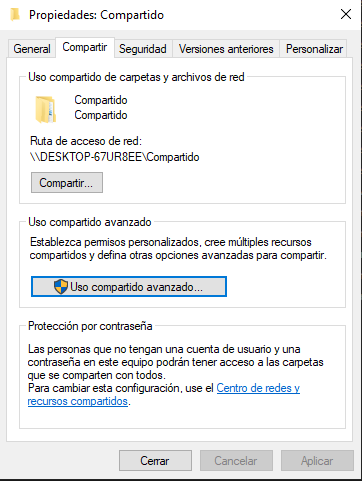 Propiedades: Compartido
General
Compartir
Seguridad
Versiones anteriores
Personalizar
Uso compartido de carpetas y archivos de red
Compartido
Compartido
Ruta de acceso de red:
\\DESKTOP-67UR8EE\Compartido
Compartir...
Uso compartido avanzado
Establezca permisos personalizados, cree múltiples recursos
compartidos y defina otras opciones avanzadas para compartir.
Uso compartido avanzado...
Protección por contraseña
Las personas que no tengan una cuenta de usuario y una
contraseña en este equipo podrán tener acceso a las carpetas
que se comparten con todos.
Para cambiar esta configuración, use el Centro de redes y
recursos compartidos.
Cerrar
Cancelar
Aplicar